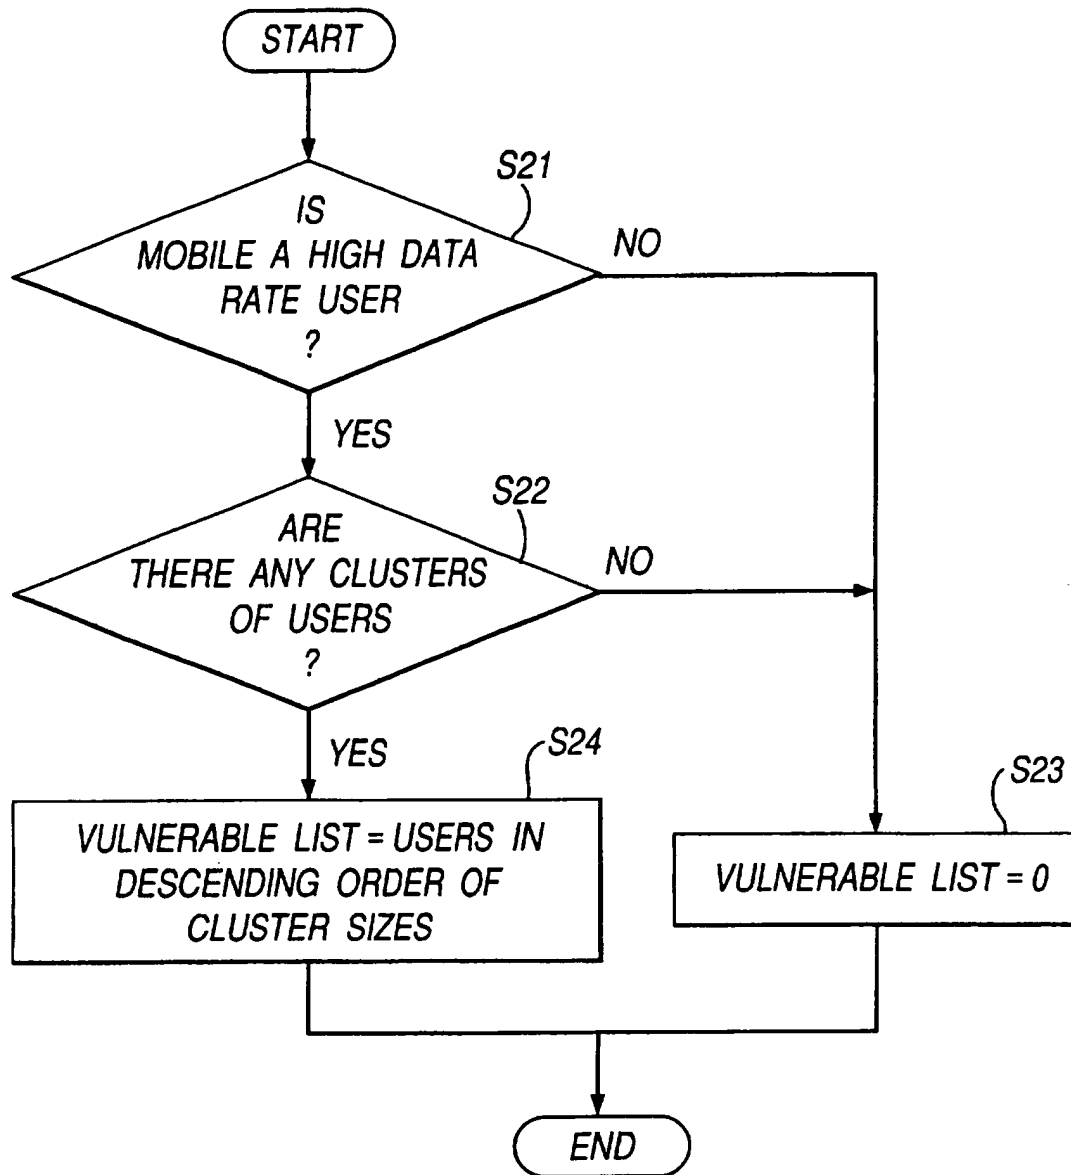 START
S21
IS
MOBILE A HIGH DATA
RATE USER
?
NO
YES
S22
ARE
THERE ANY CLUSTERS
OF USERS
?
NO
YES
S24
VULNERABLE LIST = USERS IN
DESCENDING ORDER OF
CLUSTER SIZES
S23
VULNERABLE LIST = 0
END